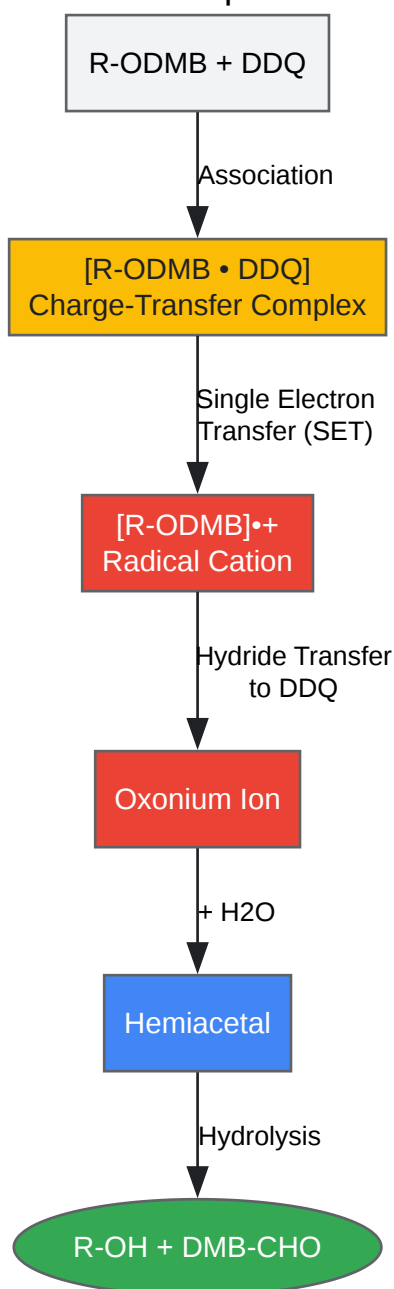 R-ODMB + DDQ
Association
[R-ODMB • DDQ]
Charge-Transfer Complex
Single Electron
Transfer (SET)
[R-ODMB]•+
Radical Cation
Hydride Transfer
to DDQ
Oxonium Ion
+ H2O
Hemiacetal
Hydrolysis
R-OH + DMB-CHO